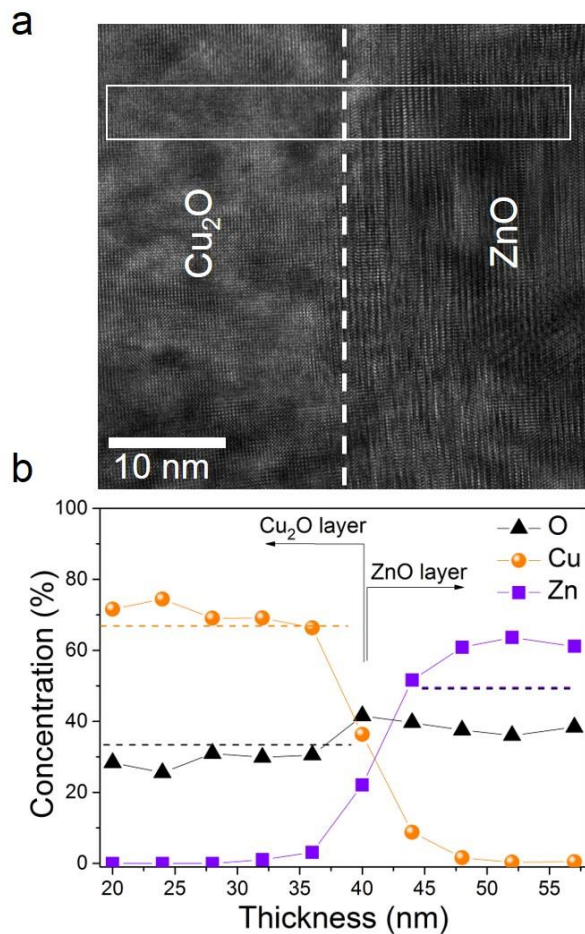 a
Cu₂O
ZnO
10 nm
b
Concentration (%)
100
80
60
40
20
0
Cu₂O layer
ZnO layer
O
Cu
Zn
20 25 30 35 40 45 50 55
Thickness (nm)